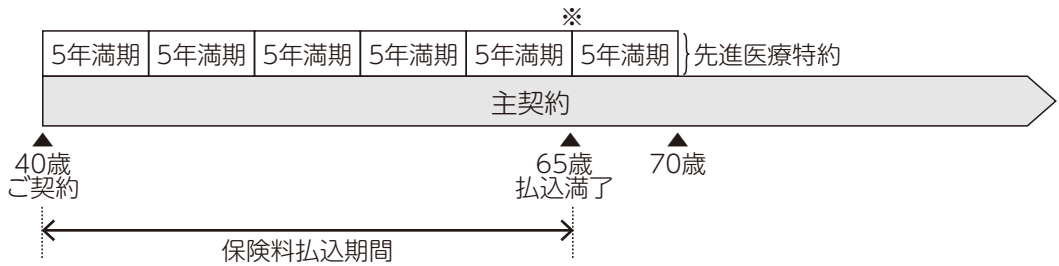 ※
5年満期 5年満期 5年満期 5年満期 5年満期 5年満期 先進医療特約
主契約
▲ ▲ ▲
40歳 65歳 70歳
ご契約 払込満了
保険料払込期間